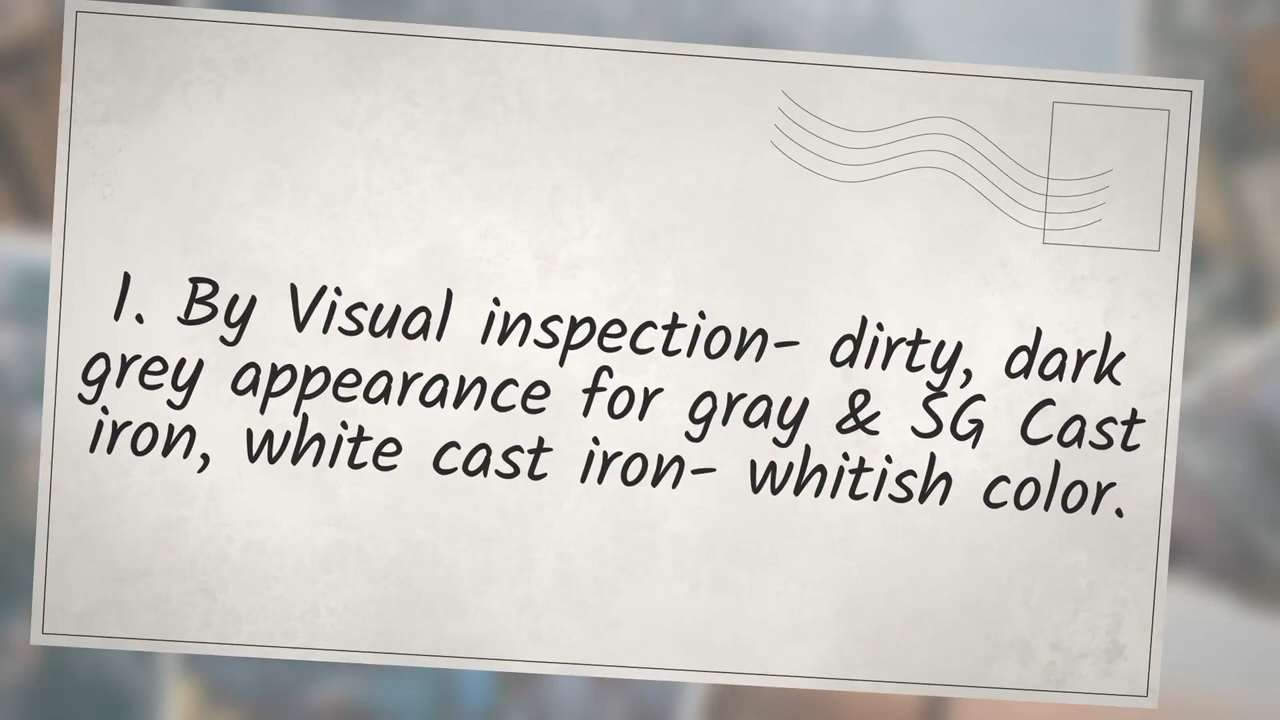 1. By Visual inspection- dirty, dark
grey appearance for gray & SG Cast
iron, white cast iron- whitish color.